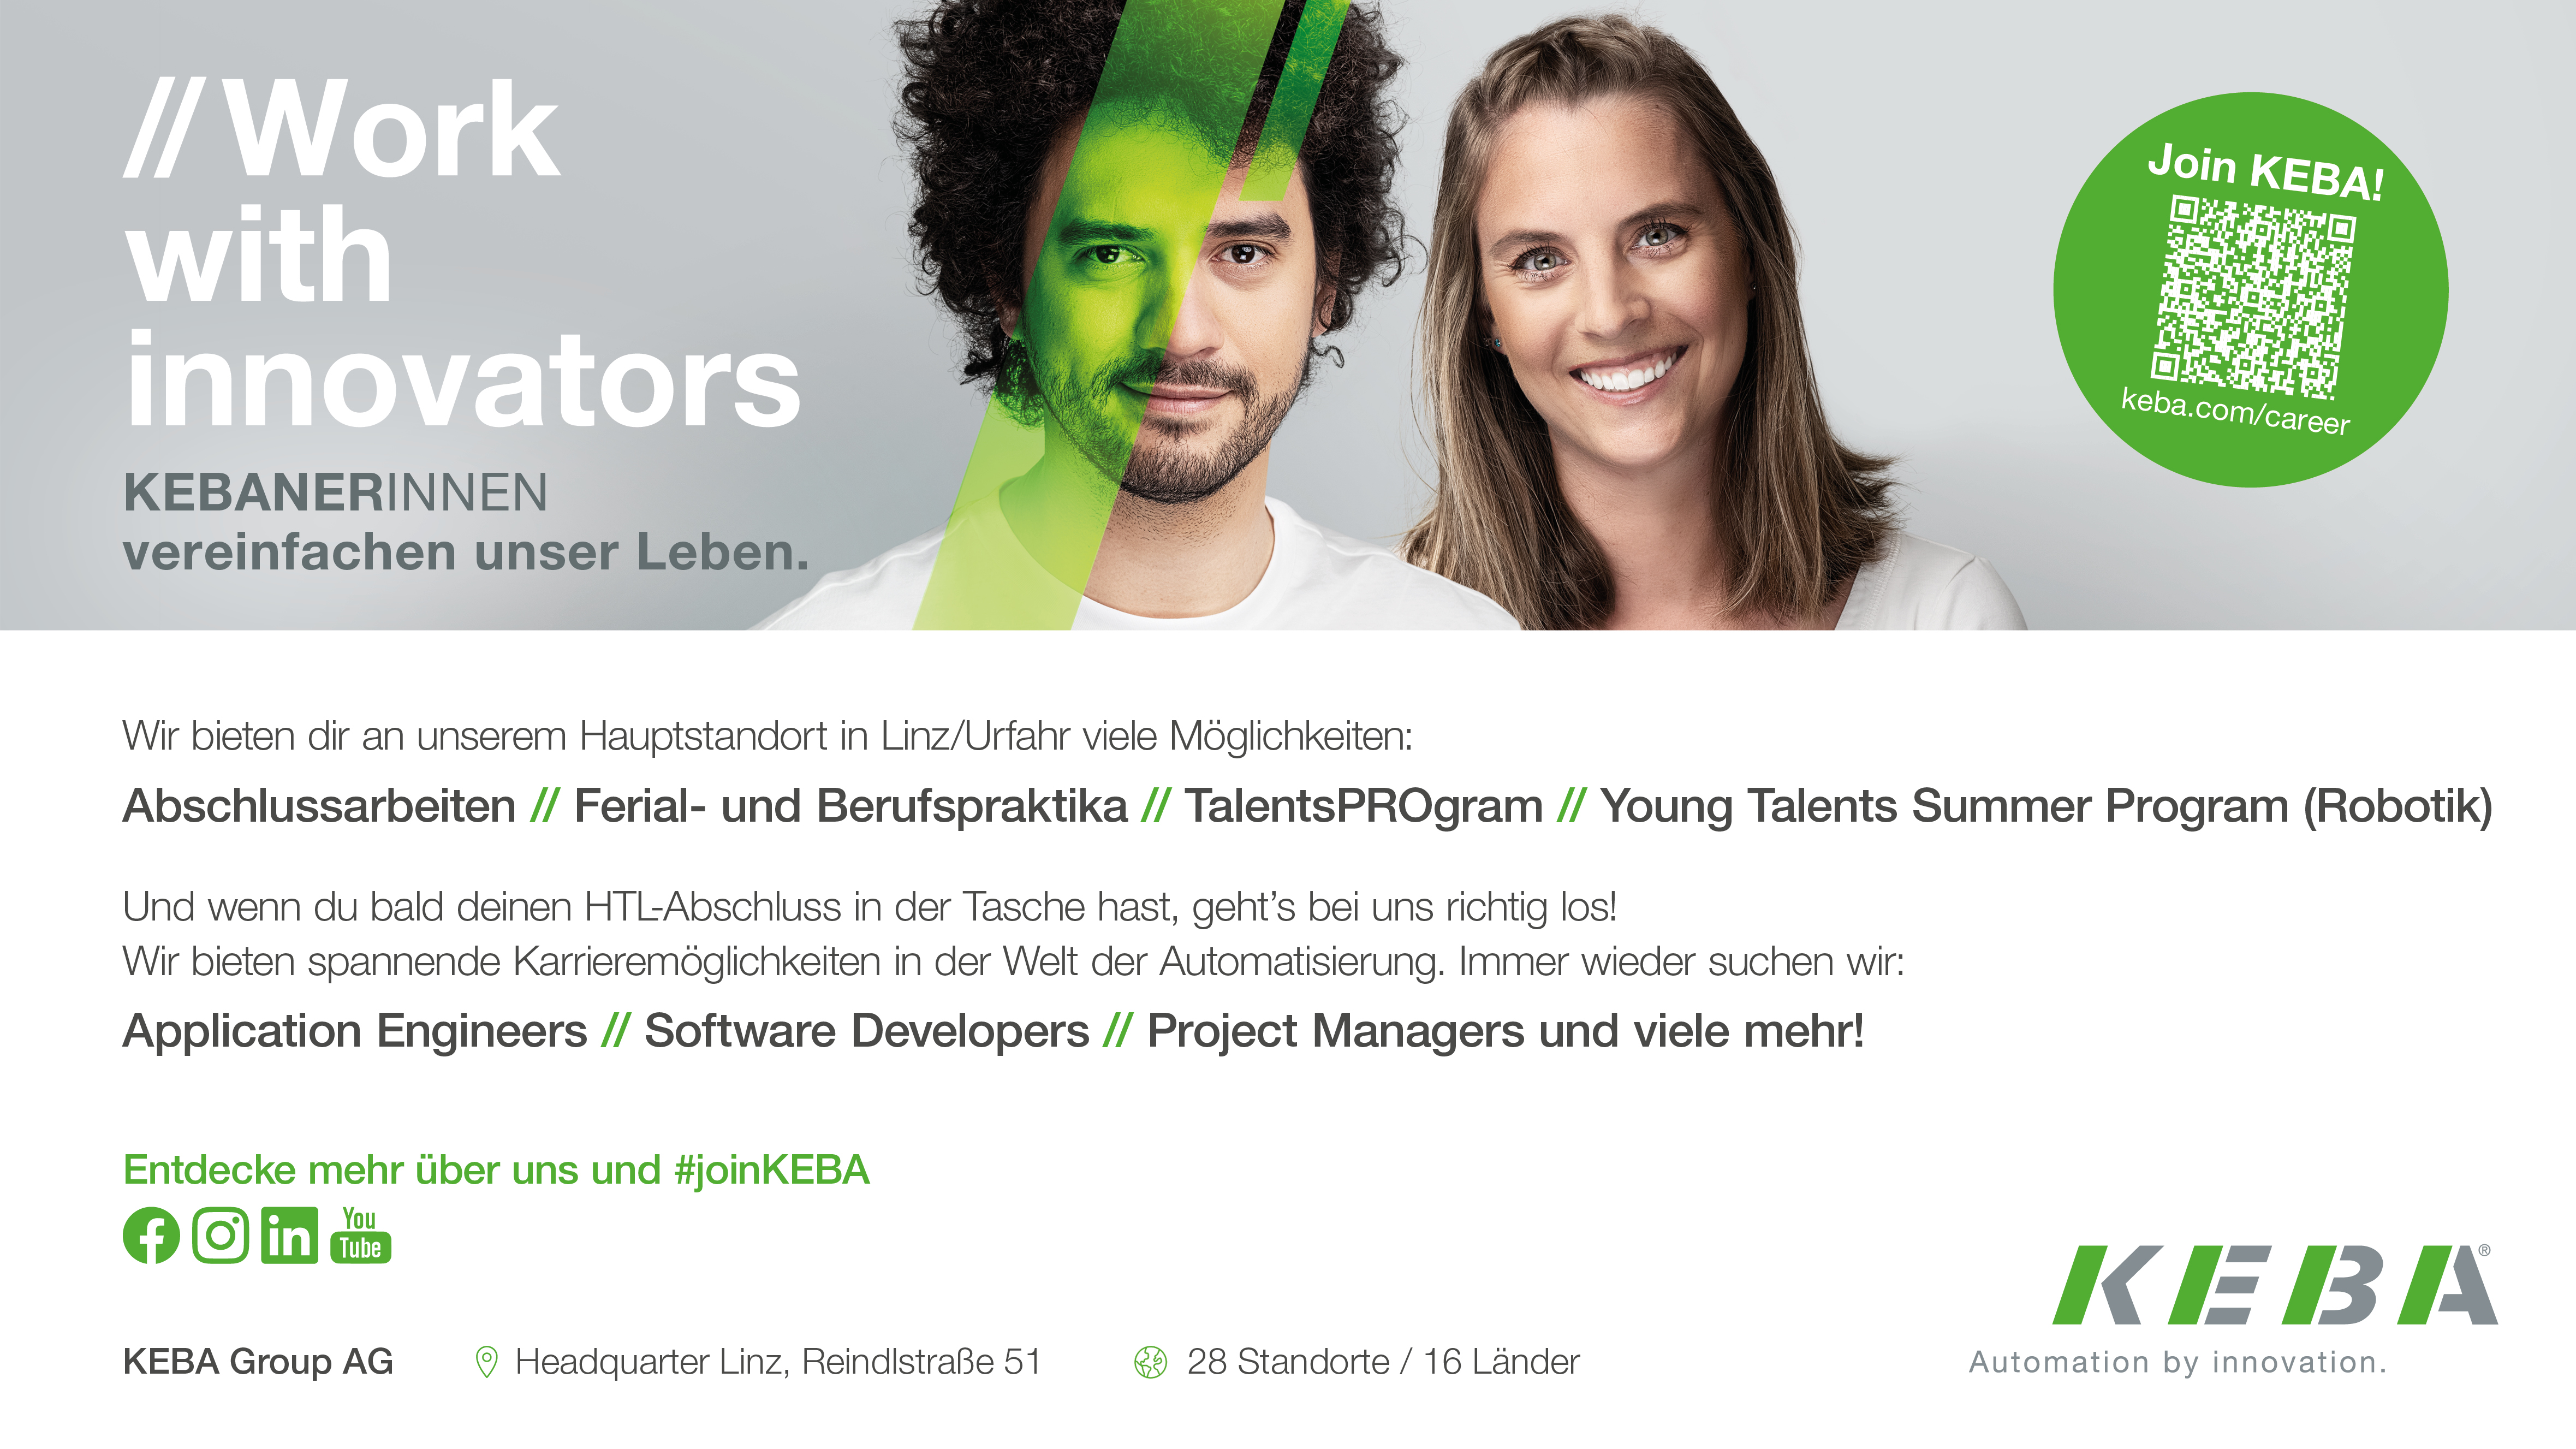 // Work
with
innovators
KEBANERINNEN
vereinfachen unser Leben.
Join KEBA!
keba.com/career
Wir bieten dir an unserem Hauptstandort in Linz/Urfahr viele Möglichkeiten:
Abschlussarbeiten // Ferial- und Berufspraktika // TalentsPROgram // Young Talents Summer Program (Robotik)
Und wenn du bald deinen HTL-Abschluss in der Tasche hast, geht’s bei uns richtig los!
Wir bieten spannende Karrieremöglichkeiten in der Welt der Automatisierung. Immer wieder suchen wir:
Application Engineers // Software Developers // Project Managers und viele mehr!
Entdecke mehr über uns und #joinKEBA
You
Tube
KEBA®
Automation by innovation.
KEBA Group AG Headquarter Linz, Reindlstraße 51 28 Standorte / 16 Länder